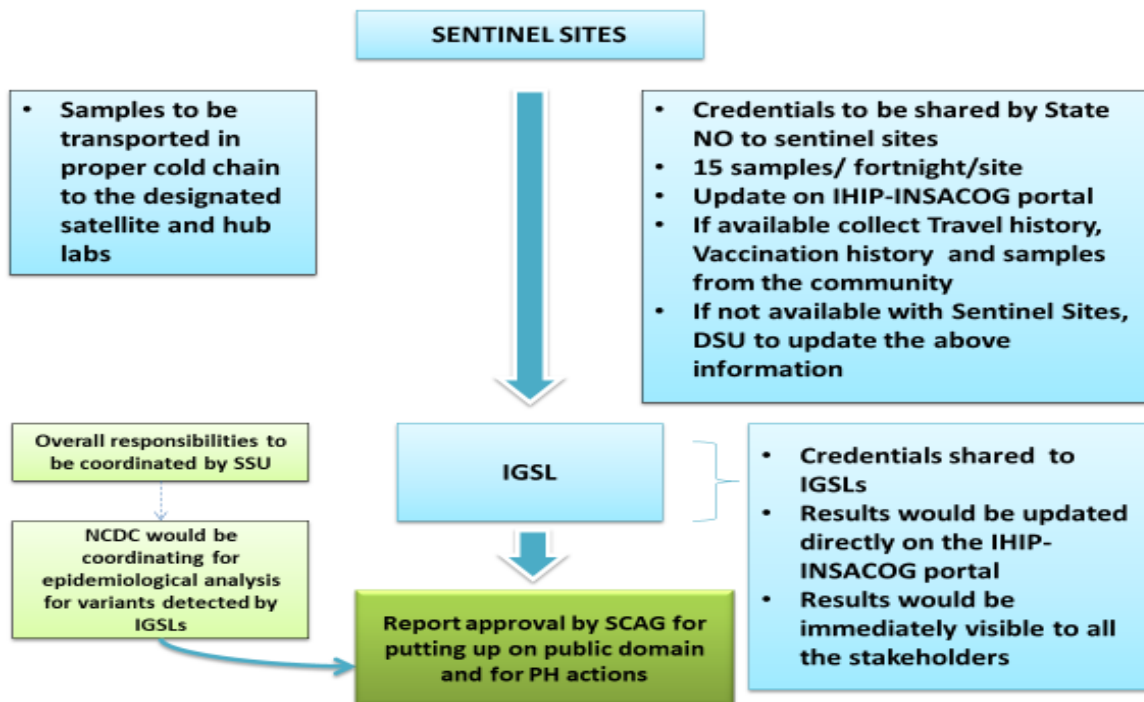 SENTINEL SITES
• Samples to be
transported in
proper cold chain
to the designated
satellite and hub
labs
• Credentials to be shared by State
NO to sentinel sites
• 15 samples/ fortnight/site
• Update on IHIP-INSACOG portal
• If available collect Travel history,
Vaccination history and samples
from the community
• If not available with Sentinel Sites,
DSU to update the above
information
Overall responsibilities to
be coordinated by SSU
IGSL
• Credentials shared to
IGSLs
• Results would be updated
directly on the IHIP-
INSACOG portal
• Results would be
immediately visible to all
the stakeholders
NCDC would be
coordinating for
epidemiological analysis
for variants detected by
IGSLs
Report approval by SCAG for
putting up on public domain
and for PH actions